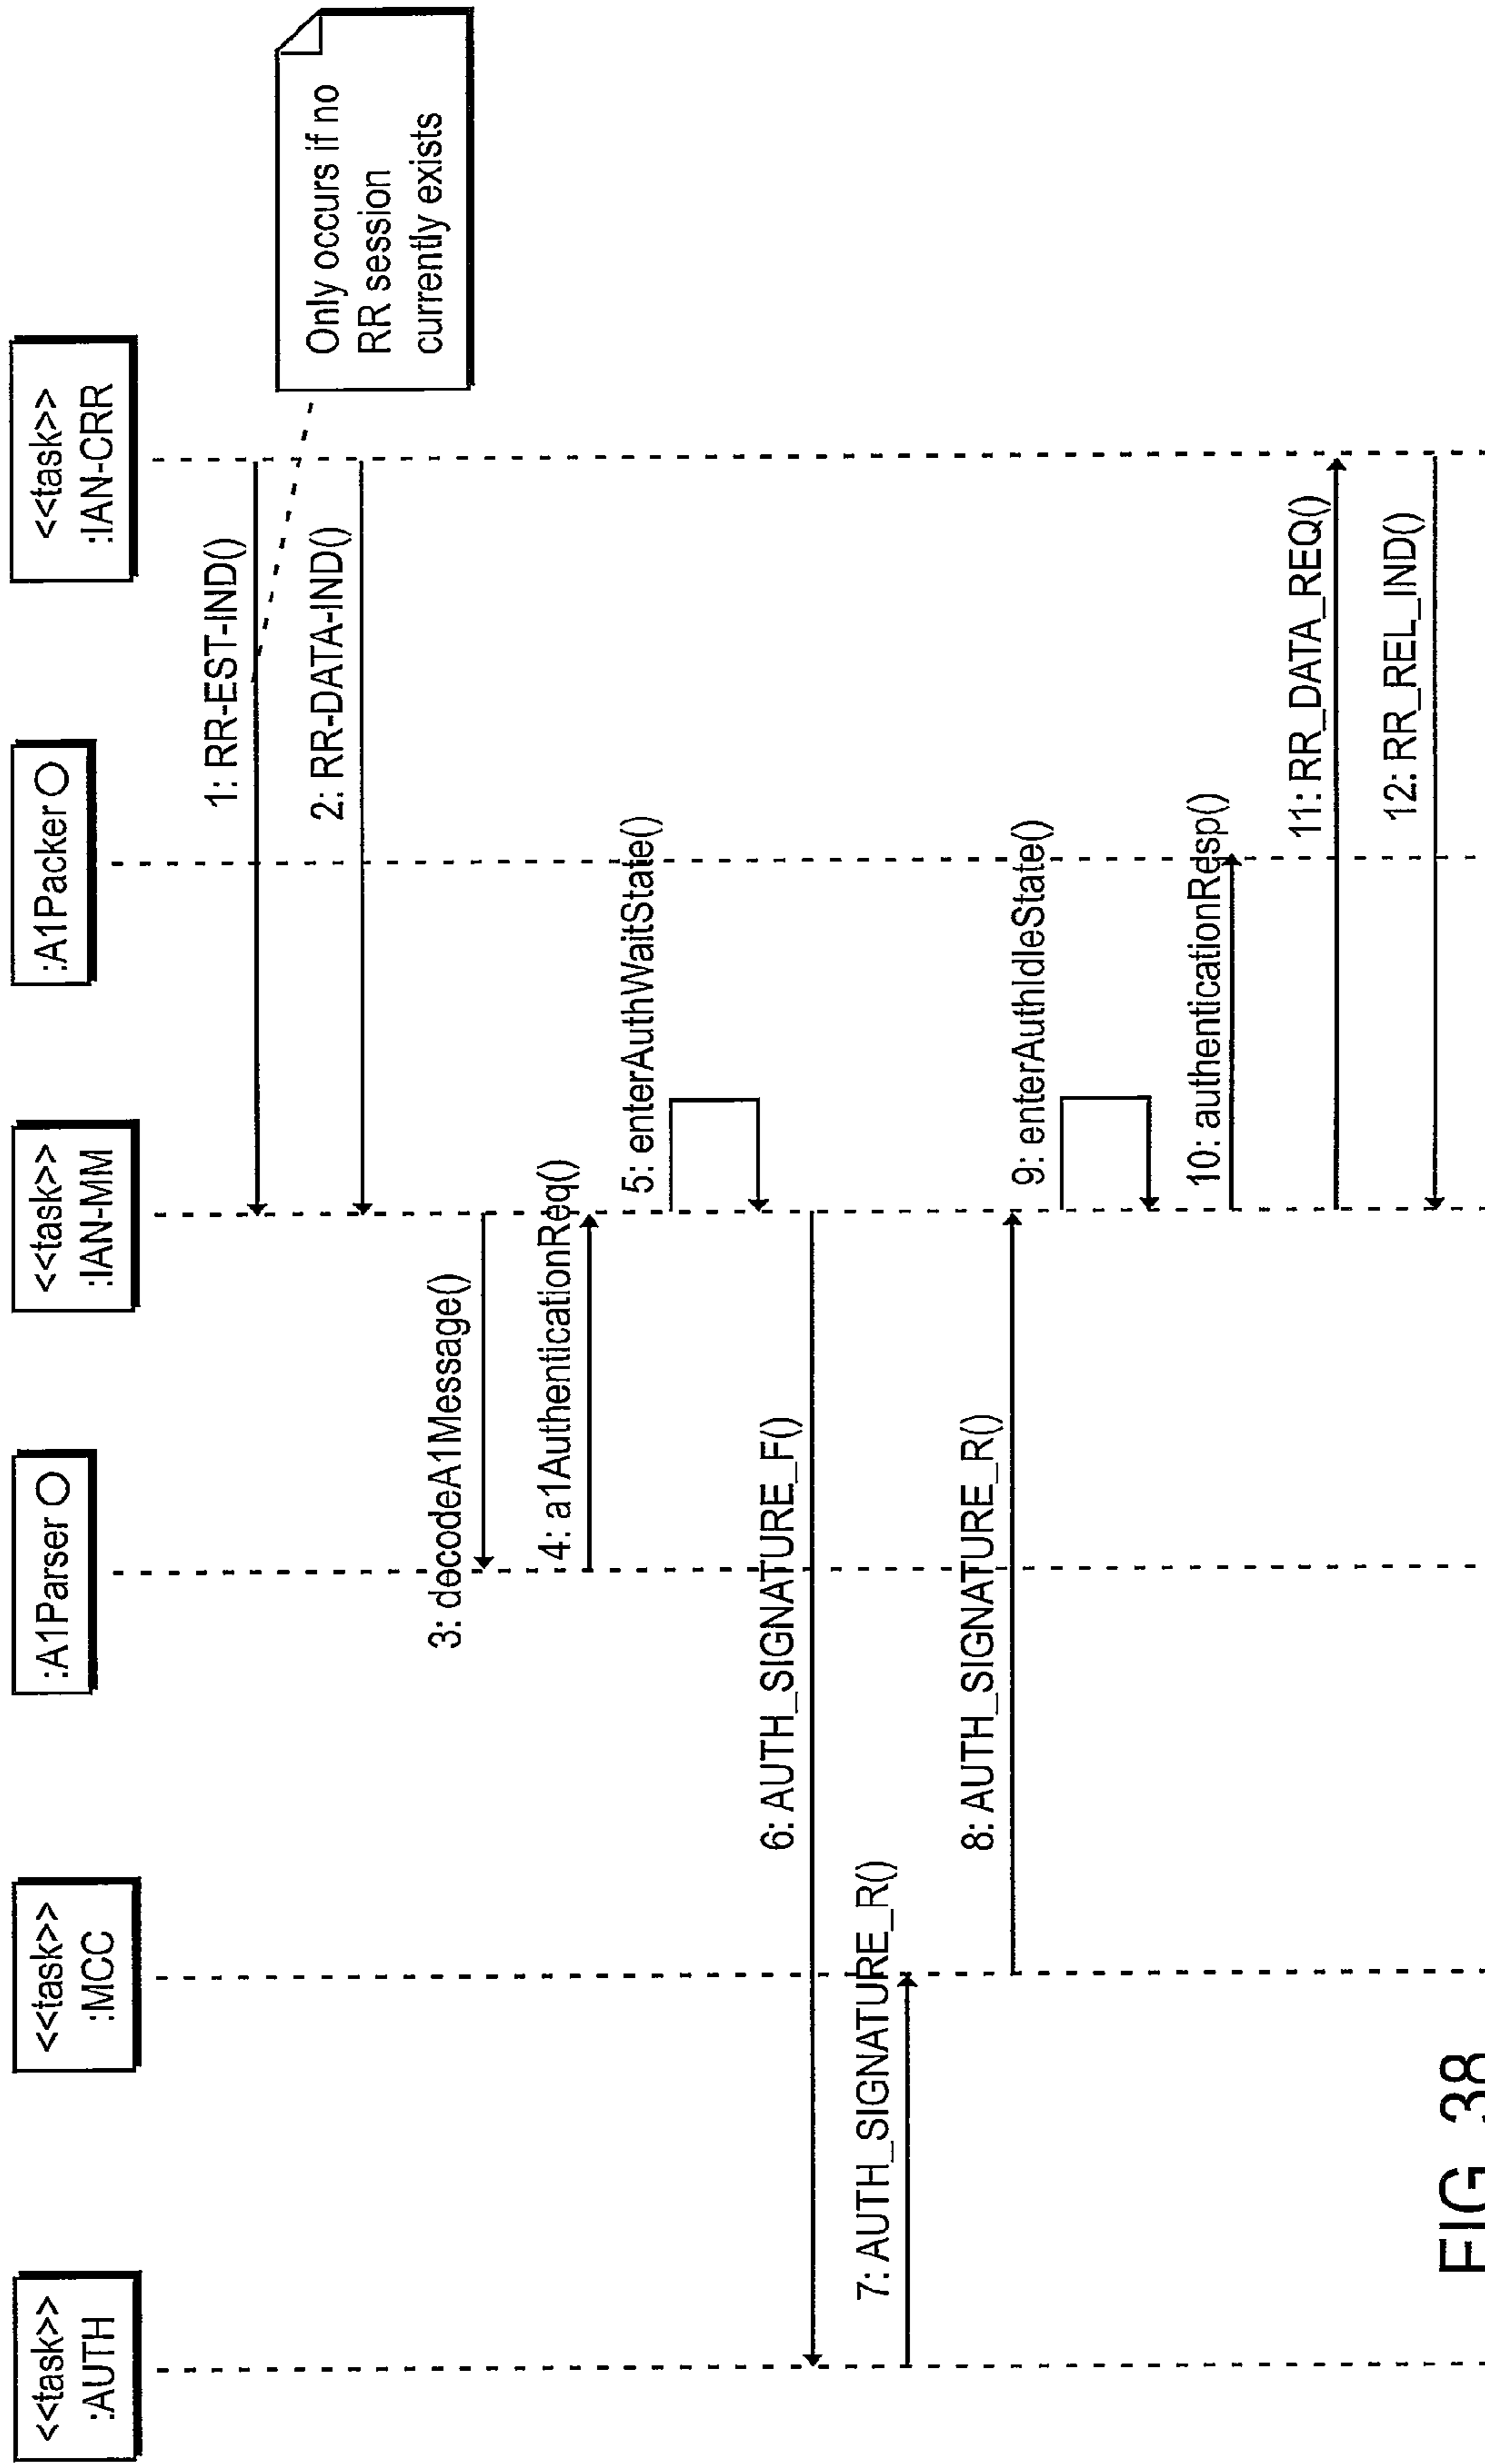 <<task>>
:AUTH
<<task>>
:MCC
:A1Parser
<<task>>
:IAN-MM
:A1Packer
<<task>>
:IAN-CRR
1: RR-EST-IND()
Only occurs if no
RR session
currently exists
2: RR-DATA-IND()
3: decodeA1Message()
4: a1AuthenticationReq()
5: enterAuthWaitState()
6: AUTH_SIGNATURE_F()
7: AUTH_SIGNATURE_R()
8: AUTH_SIGNATURE_R()
9: enterAuthIdleState()
10: authenticationResp()
11: RR_DATA_REQ()
12: RR_REL_IND()
FIG. 38